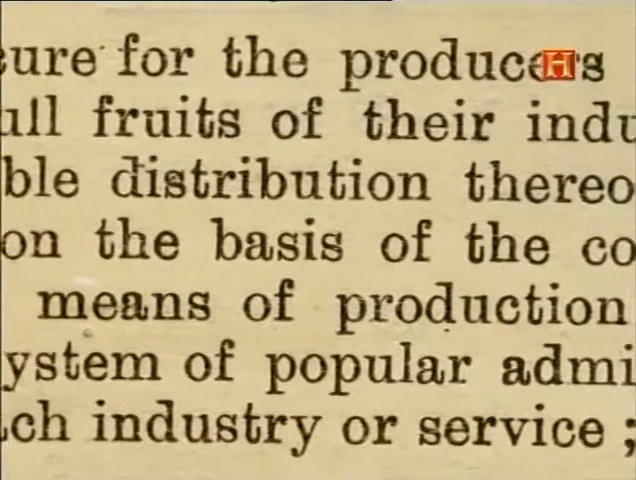 cure for the producers
ull fruits of their indu
ble distribution thereo
on the basis of the co
means of production
ystem of popular admi
ch industry or service ;
H